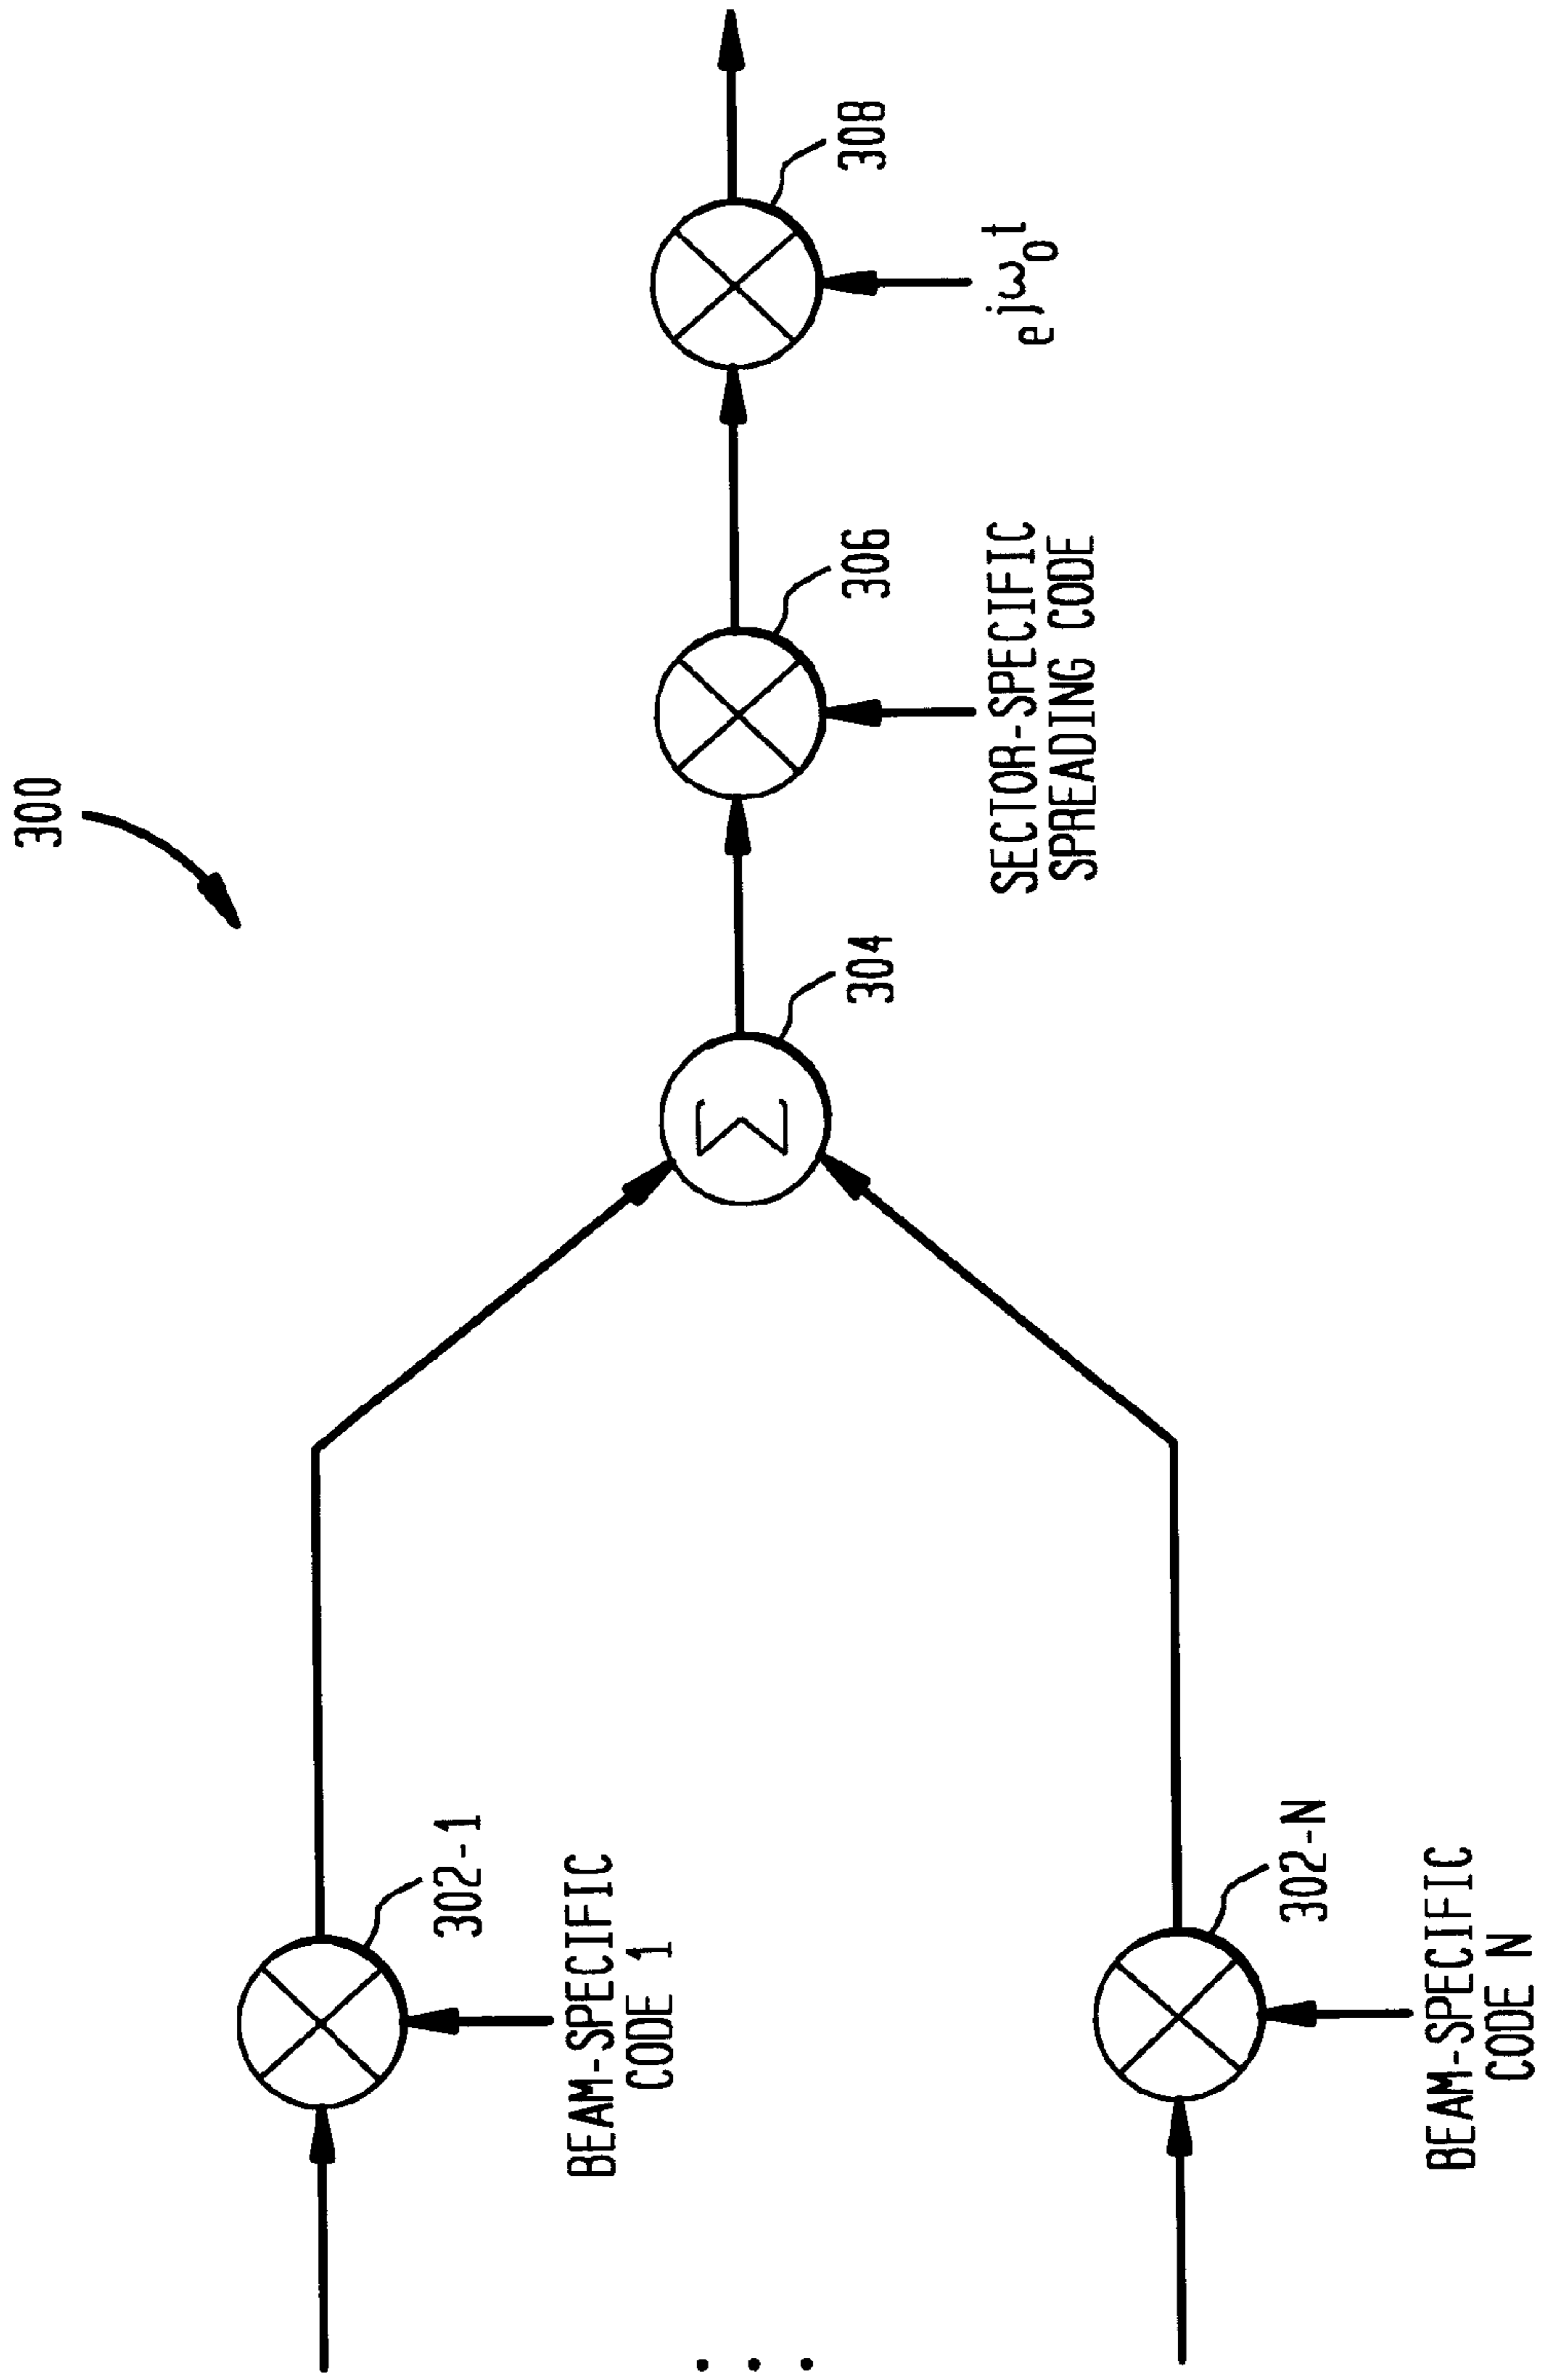 300
302-1
BEAM-SPECIFIC
CODE 1
. . .
302-N
BEAM-SPECIFIC
CODE N
Σ
304
306
SECTOR-SPECIFIC
SPREADING CODE
308
e^{jω_0 t}